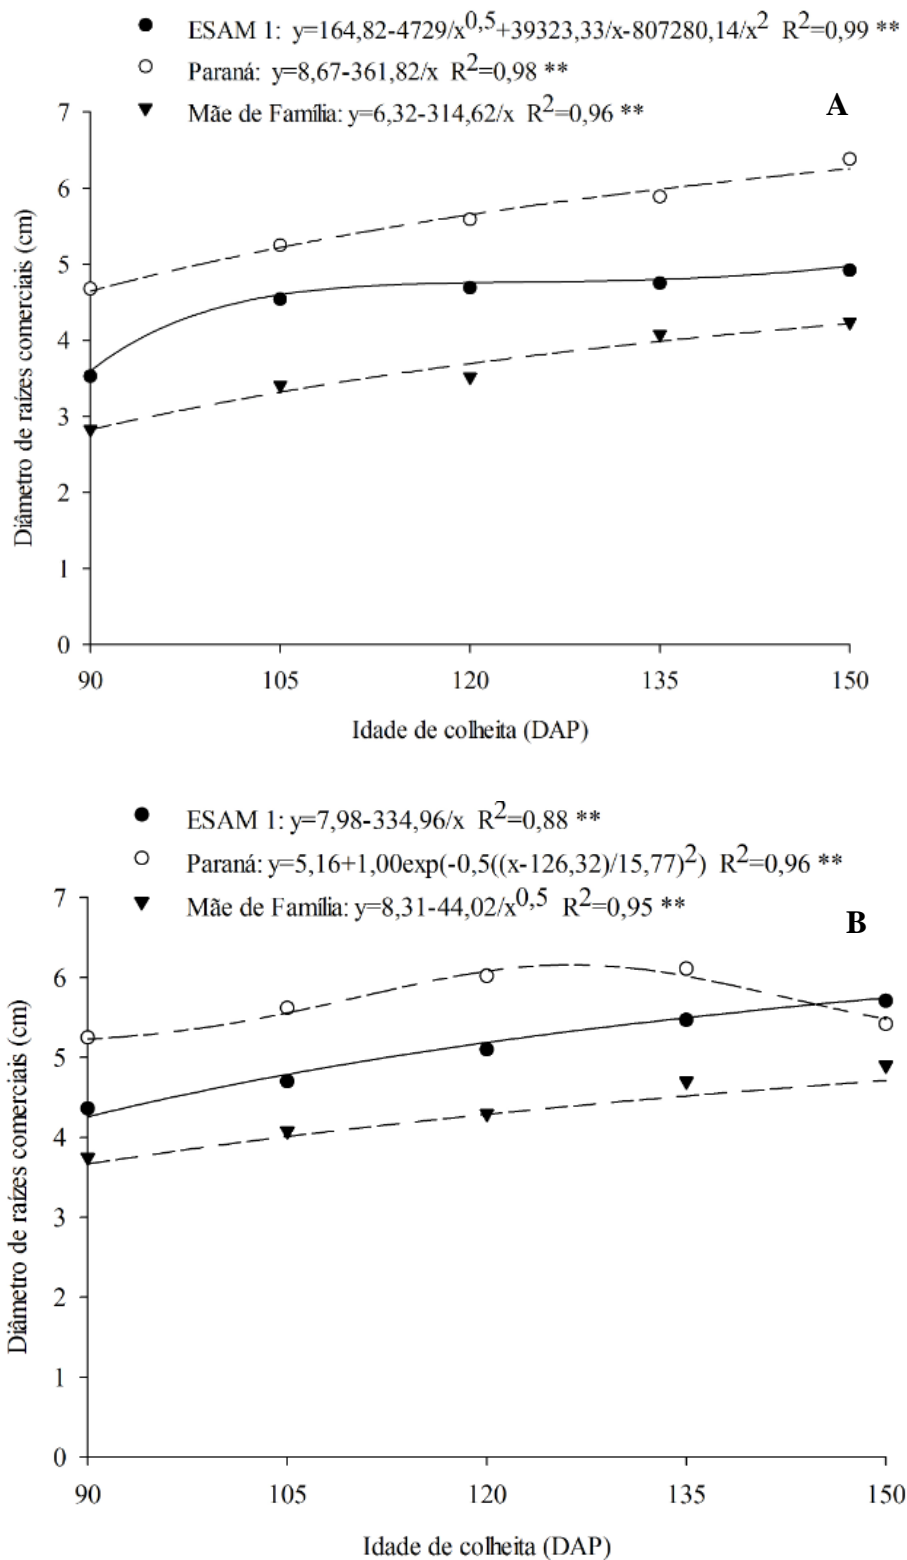 ESAM 1: y=164,82-4729/x^0,5+39323,33/x-807280,14/x^2 R^2=0,99 **
Paraná: y=8,67-361,82/x R^2=0,98 **
Mãe de Família: y=6,32-314,62/x R^2=0,96 **
A
7
6
5
4
3
2
1
0
Diâmetro de raízes comerciais (cm)
90 105 120 135 150
Idade de colheita (DAP)
ESAM 1: y=7,98-334,96/x R^2=0,88 **
Paraná: y=5,16+1,00exp(-0,5((x-126,32)/15,77)^2) R^2=0,96 **
Mãe de Família: y=8,31-44,02/x^0,5 R^2=0,95 **
B
7
6
5
4
3
2
1
0
Diâmetro de raízes comerciais (cm)
90 105 120 135 150
Idade de colheita (DAP)